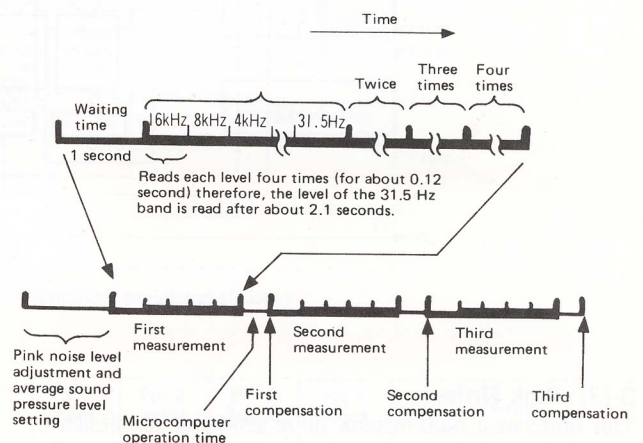 Time
Waiting
time
Twice
Three
times
Four
times
16kHz 8kHz 4kHz 31.5Hz
1 second
Reads each level four times (for about 0.12
second) therefore, the level of the 31.5 Hz
band is read after about 2.1 seconds.
First
measurement
Second
measurement
Third
measurement
Pink noise level
adjustment and
average sound
pressure level
setting
Microcomputer
operation time
First
compensation
Second
compensation
Third
compensation